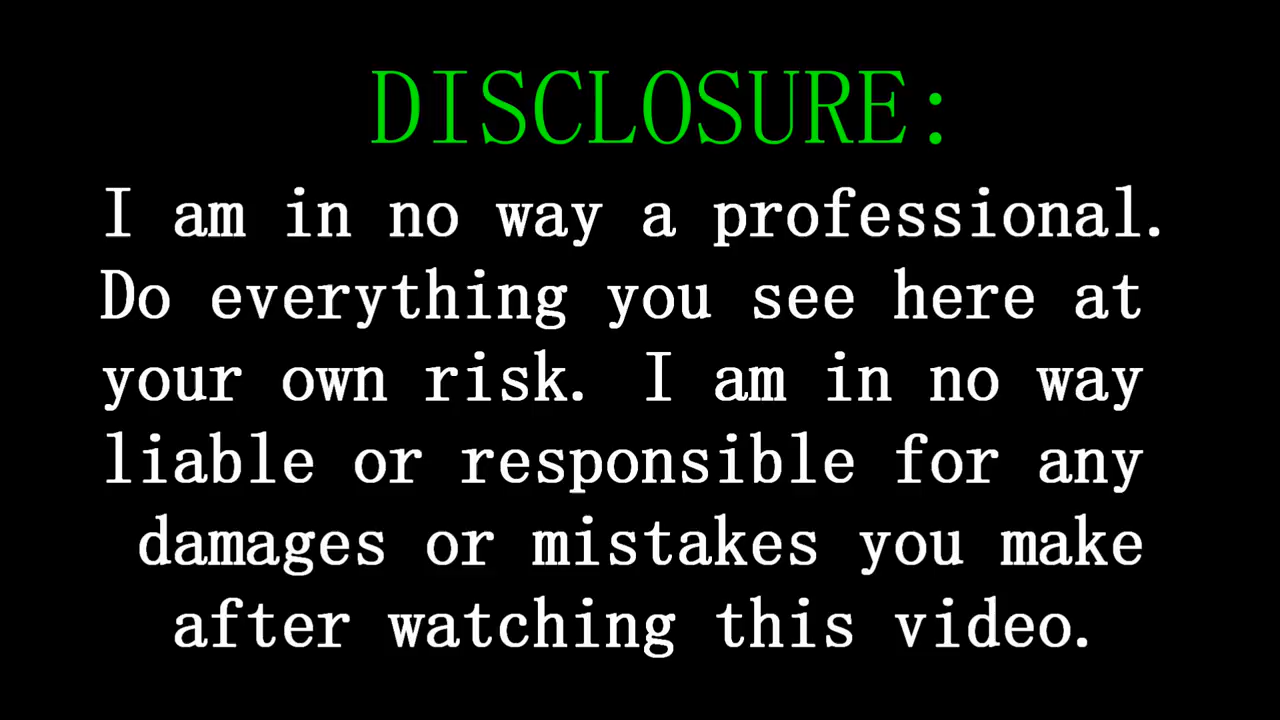 DISCLOSURE:
I am in no way a professional.
Do everything you see here at
your own risk. I am in no way
liable or responsible for any
damages or mistakes you make
after watching this video.